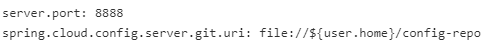 server.port: 8888
spring.cloud.config.server.git.uri: file://${user.home}/config-repo